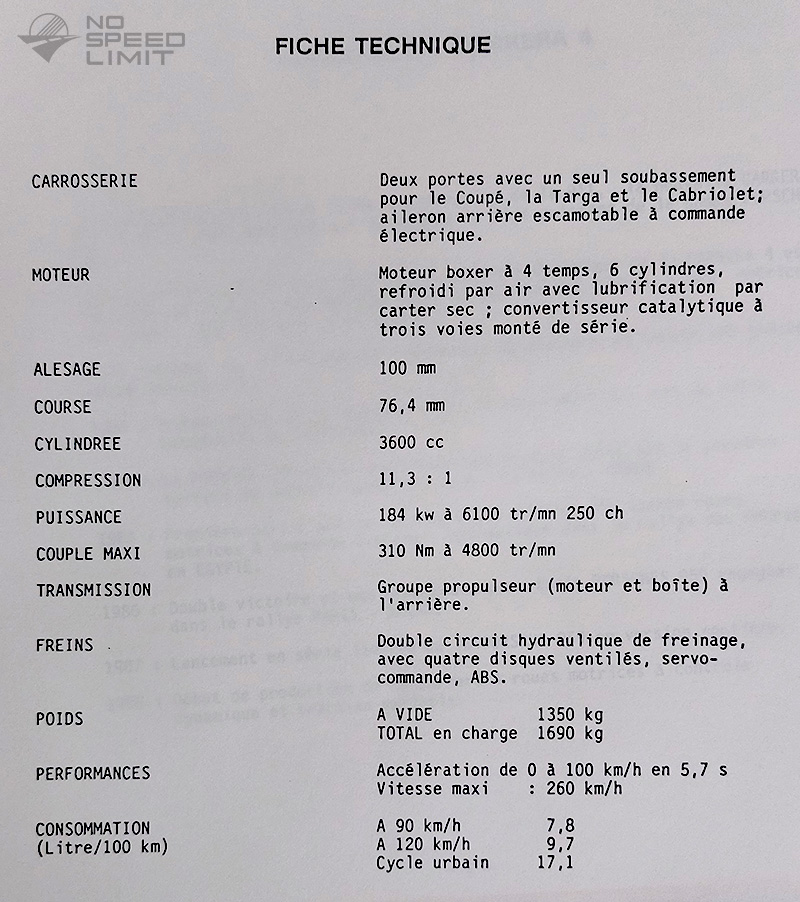 NO
SPEED
LIMIT
FICHE TECHNIQUE
CARROSSERIE
Deux portes avec un seul soubassement
pour le Coupé, la Targa et le Cabriolet;
aileron arrière escamotable à commande
électrique.
MOTEUR
Moteur boxer à 4 temps, 6 cylindres,
refroidi par air avec lubrification par
carter sec ; convertisseur catalytique à
trois voies monté de série.
ALESAGE 100 mm
COURSE 76,4 mm
CYLINDREE 3600 cc
COMPRESSION 11,3 : 1
PUISSANCE 184 kw à 6100 tr/mn 250 ch
COUPLE MAXI 310 Nm à 4800 tr/mn
TRANSMISSION Groupe propulseur (moteur et boîte) à
l'arrière.
FREINS Double circuit hydraulique de freinage,
avec quatre disques ventilés, servo-
commande, ABS.
POIDS A VIDE 1350 kg
TOTAL en charge 1690 kg
PERFORMANCES Accélération de 0 à 100 km/h en 5,7 s
Vitesse maxi : 260 km/h
CONSOMMATION A 90 km/h 7,8
(Litre/100 km) A 120 km/h 9,7
Cycle urbain 17,1